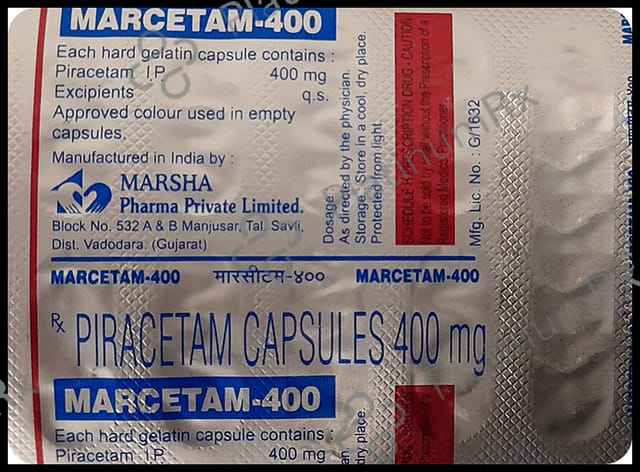 MARCETAM-400
Each hard gelatin capsule contains :
Piracetam I.P. 400 mg
Excipients q.s.
Approved colour used in empty
capsules.
Manufactured in India by :
MARSHA
Pharma Private Limited.
Block No. 532 A & B Manjusar, Tal. Savli,
Dist. Vadodara. (Gujarat)
Dosage:
As directed by the physician.
Storage: Store in a cool, dry place.
Protected from light.
SCHEDULE H PRESCRIPTION DRUG - CAUTION
Not to be sold by retail without the Prescription of a
Registered Medical Practitioner.
Mfg. Lic. No. : G/1632
MARCETAM-400 मारसीटम-४०० MARCETAM-400
Rx PIRACETAM CAPSULES 400 mg
MARCETAM-400
Each hard gelatin capsule contains :
Piracetam I.P. 400 mg
Platinum Rx